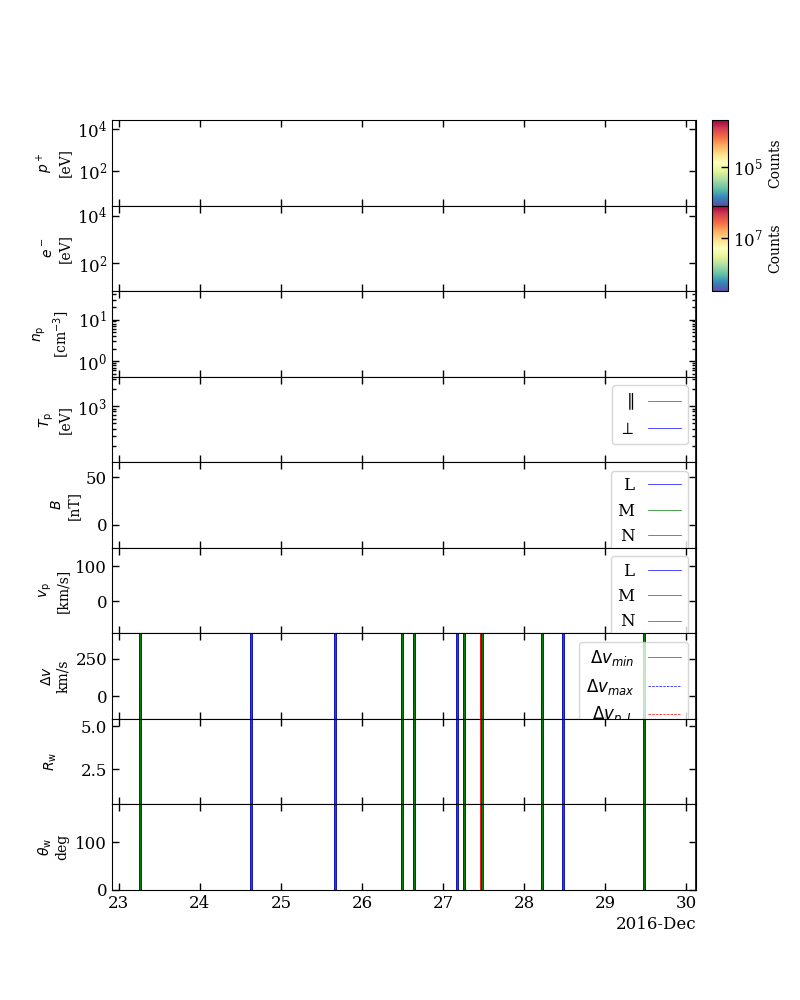 p+
[eV]
10^4
10^2
10^5
Counts
e−
[eV]
10^4
10^2
10^7
Counts
n_p
[cm^−3]
10^1
10^0
T_p
[eV]
10^3
∥
⊥
B
[nT]
50
0
L
M
N
v_p
[km/s]
100
0
L
M
N
Δv
km/s
250
0
Δv_min
Δv_max
R_w
5.0
2.5
θ_w
deg
100
0
23 24 25 26 27 28 29 30
2016-Dec